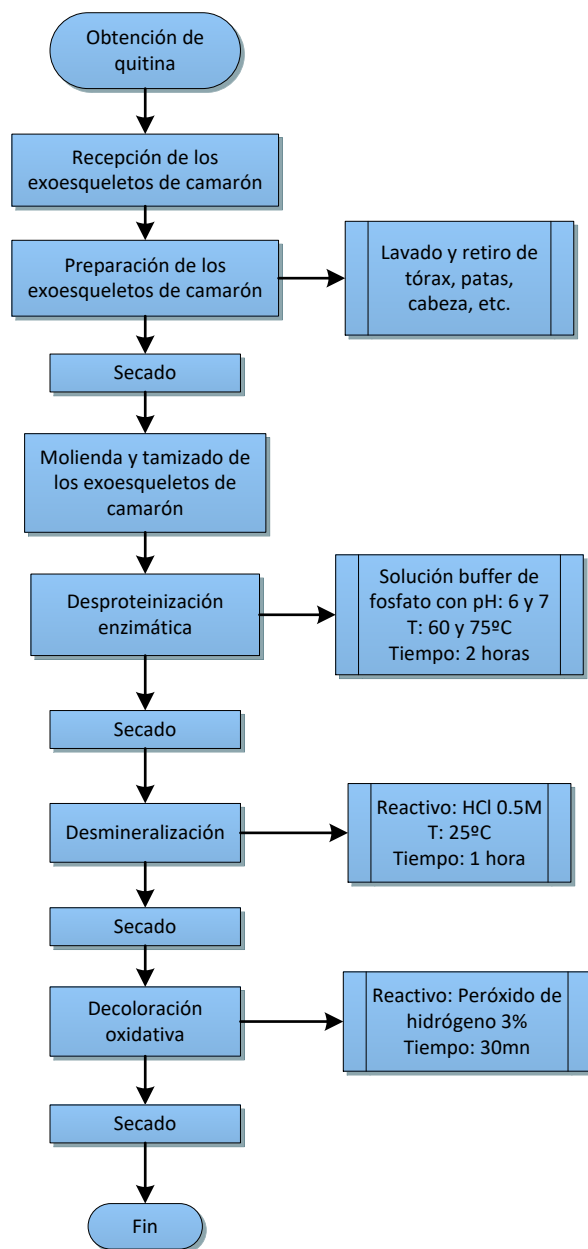 Obtención de
quitina
Recepción de los
exoesqueletos de camarón
Preparación de los
exoesqueletos de camarón
Lavado y retiro de
tórax, patas,
cabeza, etc.
Secado
Molienda y tamizado de
los exoesqueletos de
camarón
Desproteinización
enzimática
Solución buffer de
fosfato con pH: 6 y 7
T: 60 y 75ºC
Tiempo: 2 horas
Secado
Desmineralización
Reactivo: HCl 0.5M
T: 25ºC
Tiempo: 1 hora
Secado
Decoloración
oxidativa
Reactivo: Peróxido de
hidrógeno 3%
Tiempo: 30mn
Secado
Fin